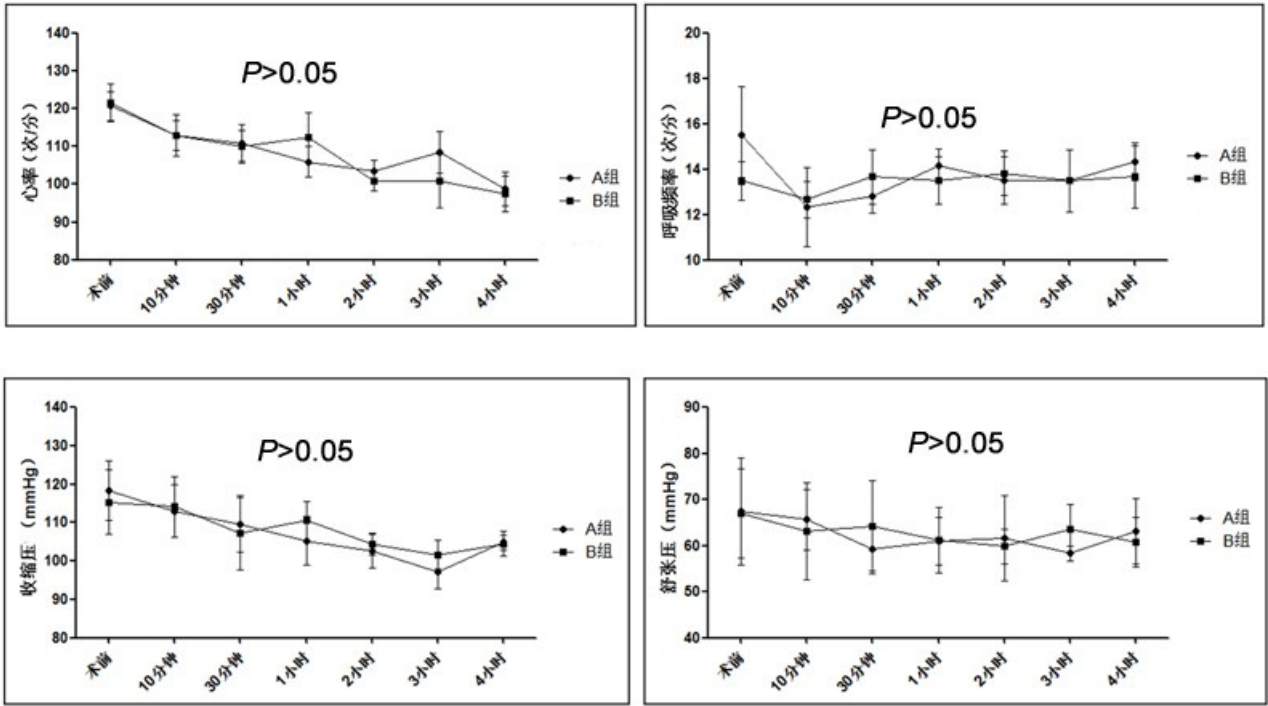 心率（次/分）
140
130
120
110
100
90
80
P>0.05
A组
B组
术前
10分钟
30分钟
1小时
2小时
3小时
4小时
呼吸频率（次/分）
20
18
16
14
12
10
P>0.05
A组
B组
术前
10分钟
30分钟
1小时
2小时
3小时
4小时
收缩压（mmHg）
140
130
120
110
100
90
80
P>0.05
A组
B组
术前
10分钟
30分钟
1小时
2小时
3小时
4小时
舒张压（mmHg）
90
80
70
60
50
40
P>0.05
A组
B组
术前
10分钟
30分钟
1小时
2小时
3小时
4小时